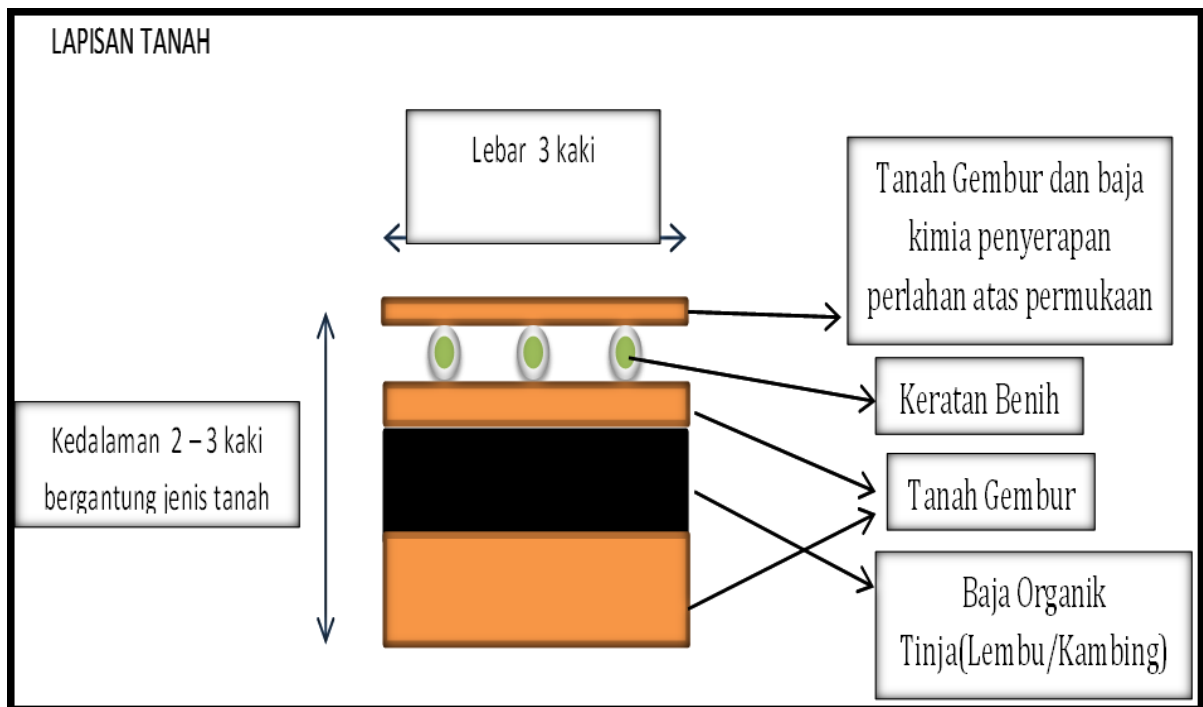 LAPISAN TANAH
Lebar 3 kaki
Tanah Gembur dan baja
kimia penyerapan
perlahan atas permukaan
Keratan Benih
Kedalaman 2 – 3 kaki
bergantung jenis tanah
Tanah Gembur
Baja Organik
Tinja(Lembu/Kambing)